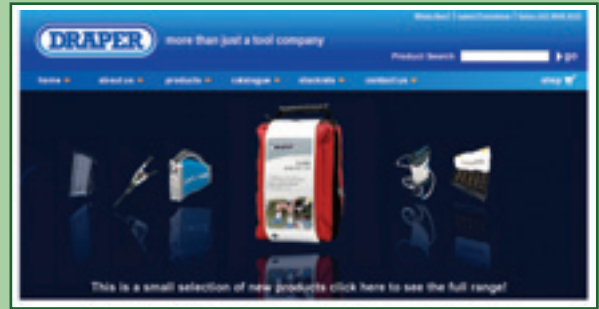 DRAPER
more than just a tool company
Product Search
go
home
about us
products
catalogue
stockists
contact us
shop
This is a small selection of new products click here to see the full range!